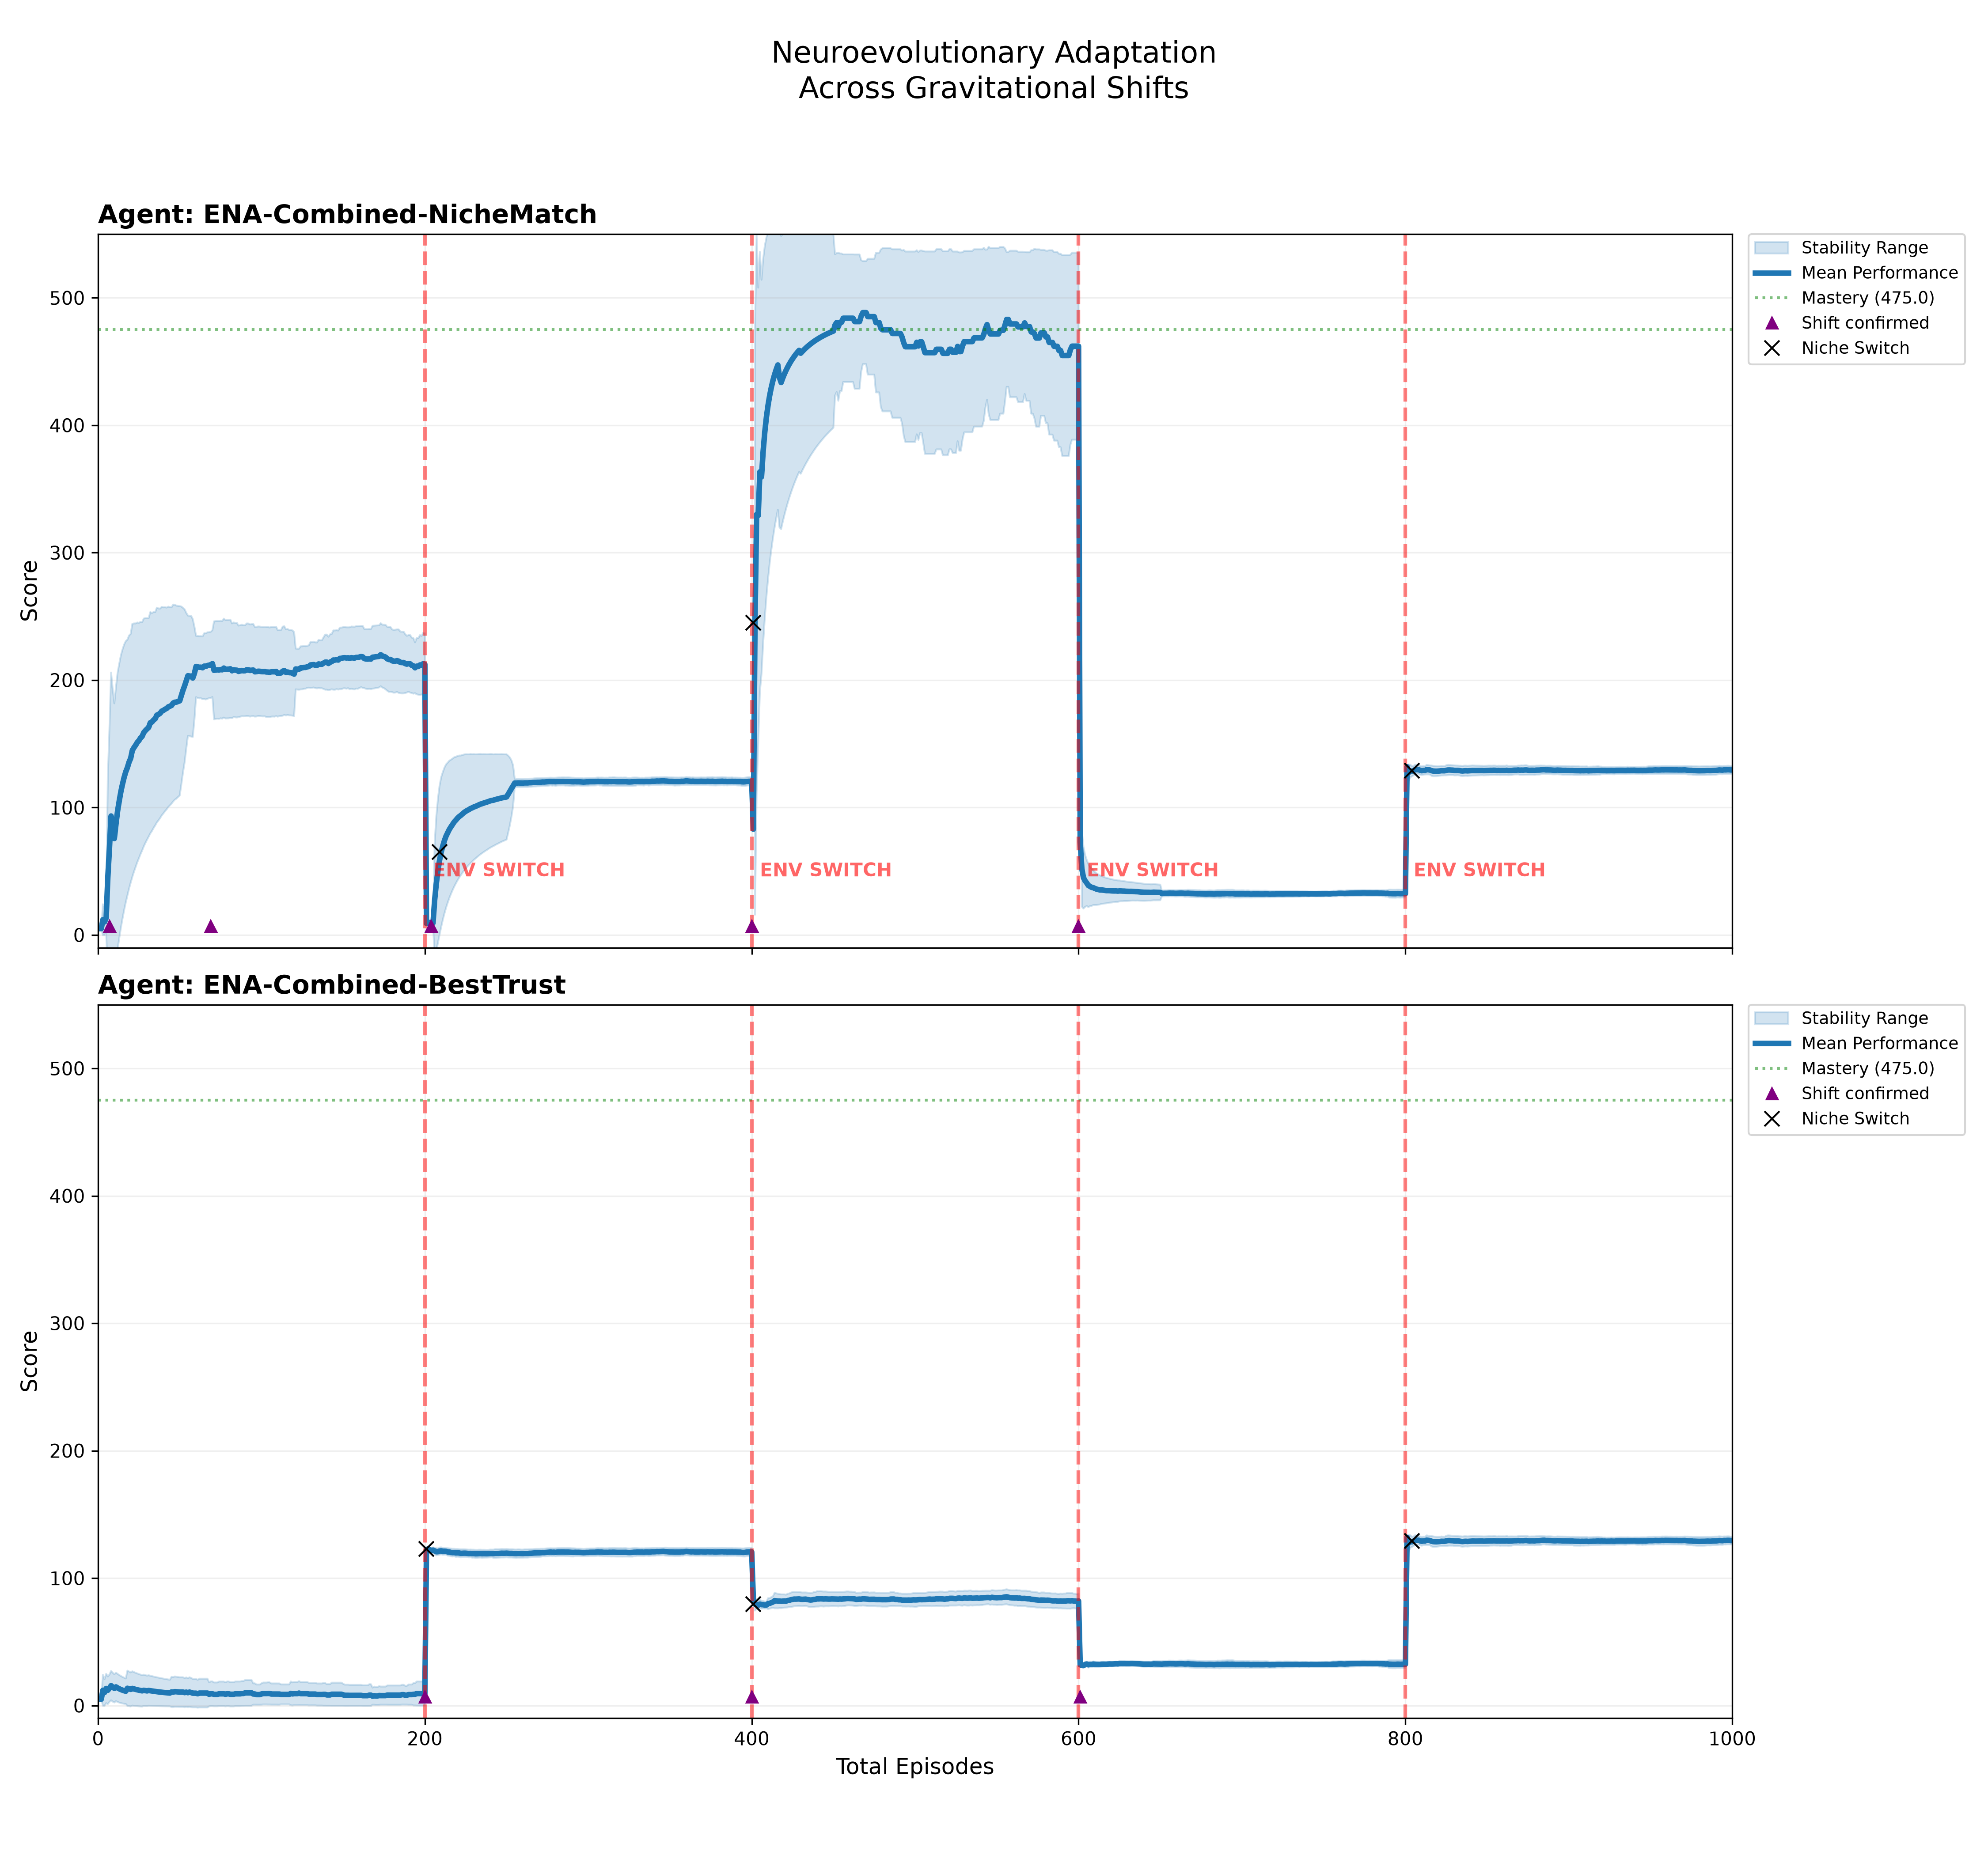 Neuroevolutionary Adaptation
Across Gravitational Shifts
Agent: ENA-Combined-NicheMatch
Score
500
400
300
200
100
0
ENV SWITCH
ENV SWITCH
ENV SWITCH
ENV SWITCH
Stability Range
Mean Performance
Mastery (475.0)
Shift confirmed
Niche Switch
Agent: ENA-Combined-BestTrust
Score
500
400
300
200
100
0
Stability Range
Mean Performance
Mastery (475.0)
Shift confirmed
Niche Switch
0
200
400
600
800
1000
Total Episodes